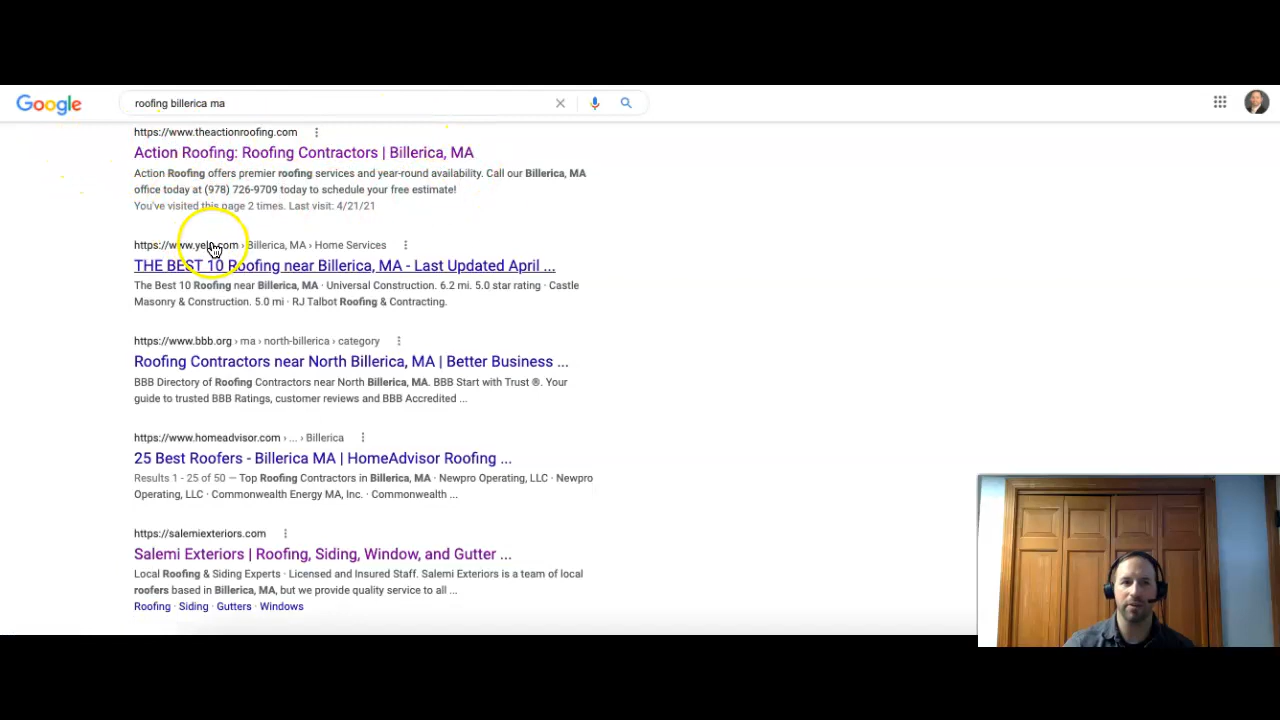 Google
roofing billerica ma
https://www.theactionroofing.com
Action Roofing: Roofing Contractors | Billerica, MA
Action Roofing offers premier roofing services and year-round availability. Call our Billerica, MA
office today at (978) 726-9709 today to schedule your free estimate!
You've visited this page 2 times. Last visit: 4/21/21
https://www.yelp.com › Billerica, MA › Home Services
THE BEST 10 Roofing near Billerica, MA - Last Updated April ...
The Best 10 Roofing near Billerica, MA · Universal Construction. 6.2 mi. 5.0 star rating · Castle
Masonry & Construction. 5.0 mi · RJ Talbot Roofing & Contracting.
https://www.bbb.org › ma › north-billerica › category
Roofing Contractors near North Billerica, MA | Better Business ...
BBB Directory of Roofing Contractors near North Billerica, MA. BBB Start with Trust ®. Your
guide to trusted BBB Ratings, customer reviews and BBB Accredited ...
https://www.homeadvisor.com › ... › Billerica
25 Best Roofers - Billerica MA | HomeAdvisor Roofing ...
Results 1 - 25 of 50 — Top Roofing Contractors in Billerica, MA · Newpro Operating, LLC · Newpro
Operating, LLC · Commonwealth Energy MA, Inc. · Commonwealth ...
https://salemiexteriors.com
Salemi Exteriors | Roofing, Siding, Window, and Gutter ...
Local Roofing & Siding Experts · Licensed and Insured Staff. Salemi Exteriors is a team of local
roofers based in Billerica, MA, but we provide quality service to all ...
Roofing · Siding · Gutters · Windows